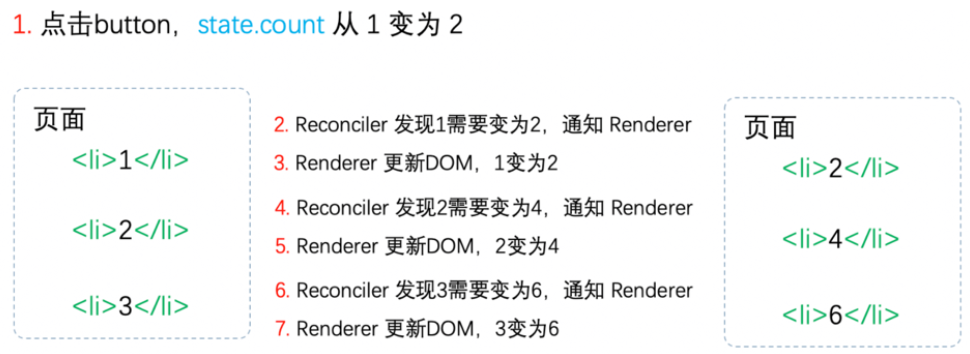 1. 点击button，state.count 从 1 变为 2
页面
<li>1</li>
<li>2</li>
<li>3</li>
2. Reconciler 发现1需要变为2，通知 Renderer
3. Renderer 更新DOM，1变为2
4. Reconciler 发现2需要变为4，通知 Renderer
5. Renderer 更新DOM，2变为4
6. Reconciler 发现3需要变为6，通知 Renderer
7. Renderer 更新DOM，3变为6
页面
<li>2</li>
<li>4</li>
<li>6</li>